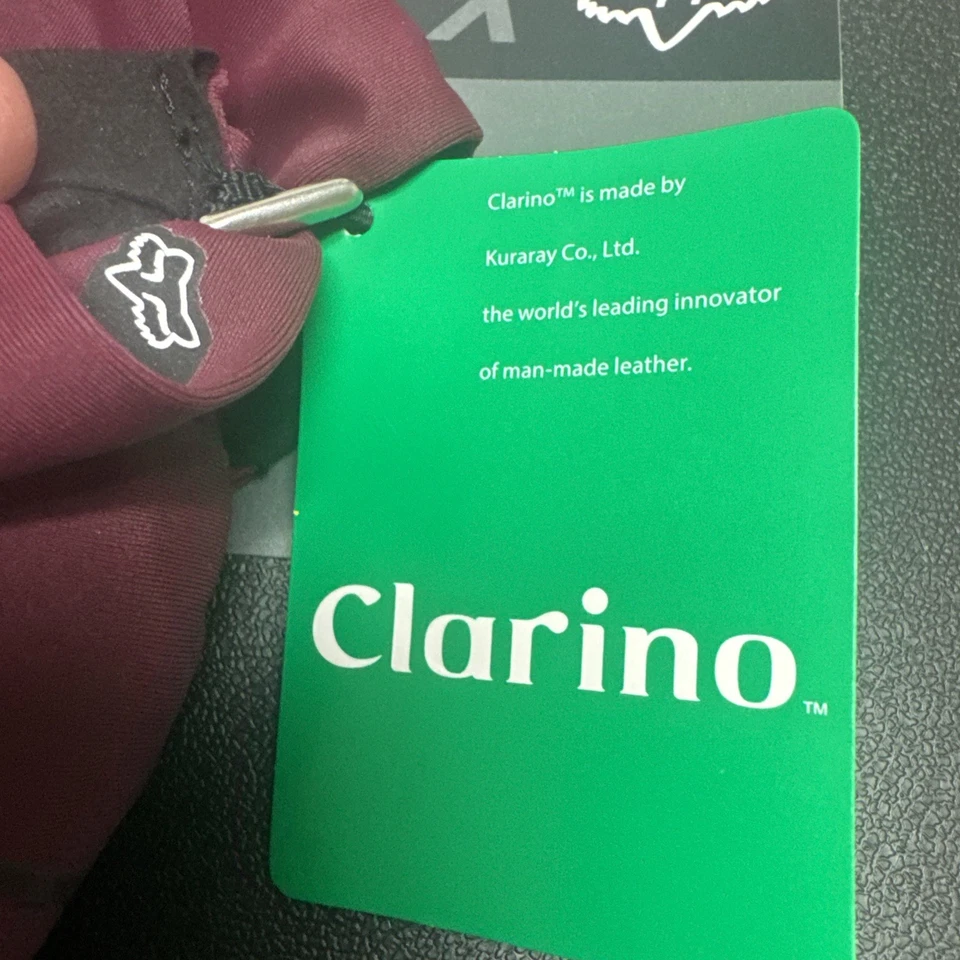 Clarino™ is made by
Kuraray Co., Ltd.
the world's leading innovator
of man-made leather.
Clarino™